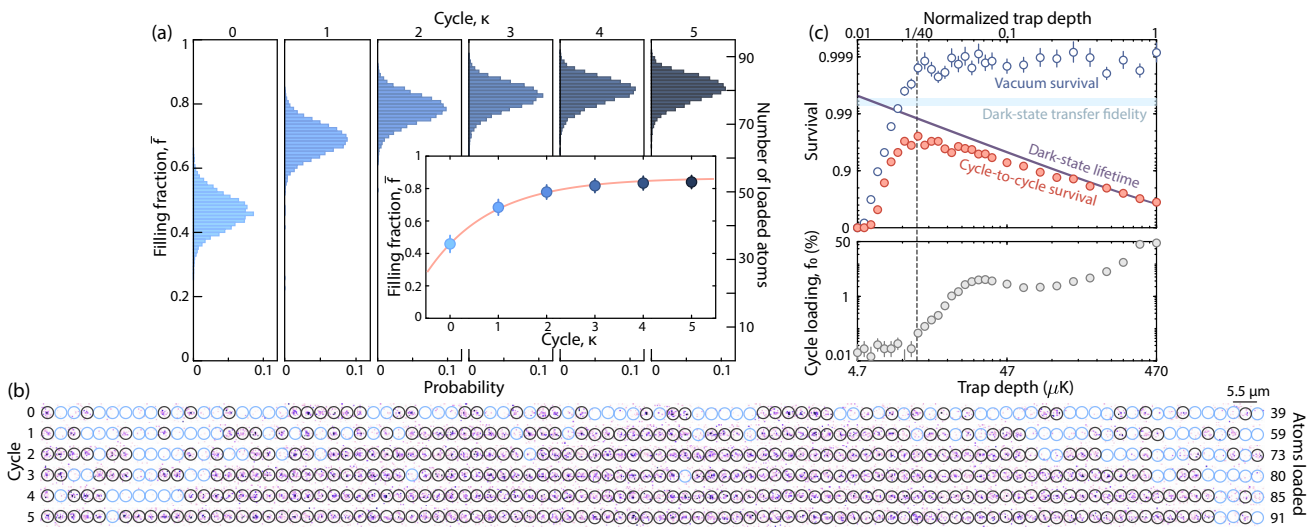 Cycle, κ
(a)
0 1 2 3 4 5
Filling fraction, f̄
1
0.8
0.6
0.4
0.2
0
90
70
50
30
10
Number of loaded atoms
0 0.1 0 0.1 0 0.1 0 0.1 0 0.1 0 0.1
Probability
Filling fraction, f̄
1
0.8
0.6
0.4
0.2
0
0 1 2 3 4 5
Cycle, κ
(c)
Normalized trap depth
0.01 1/40 0.1 1
Survival
0.999
0.99
0.9
0
Vacuum survival
Dark-state transfer fidelity
Dark-state lifetime
Cycle-to-cycle survival
Cycle loading, f₀ (%)
50
1
0.01
4.7 47 470
Trap depth (μK)
(b)
5.5 μm
Cycle
Atoms loaded
0 39
1 59
2 73
3 80
4 85
5 91